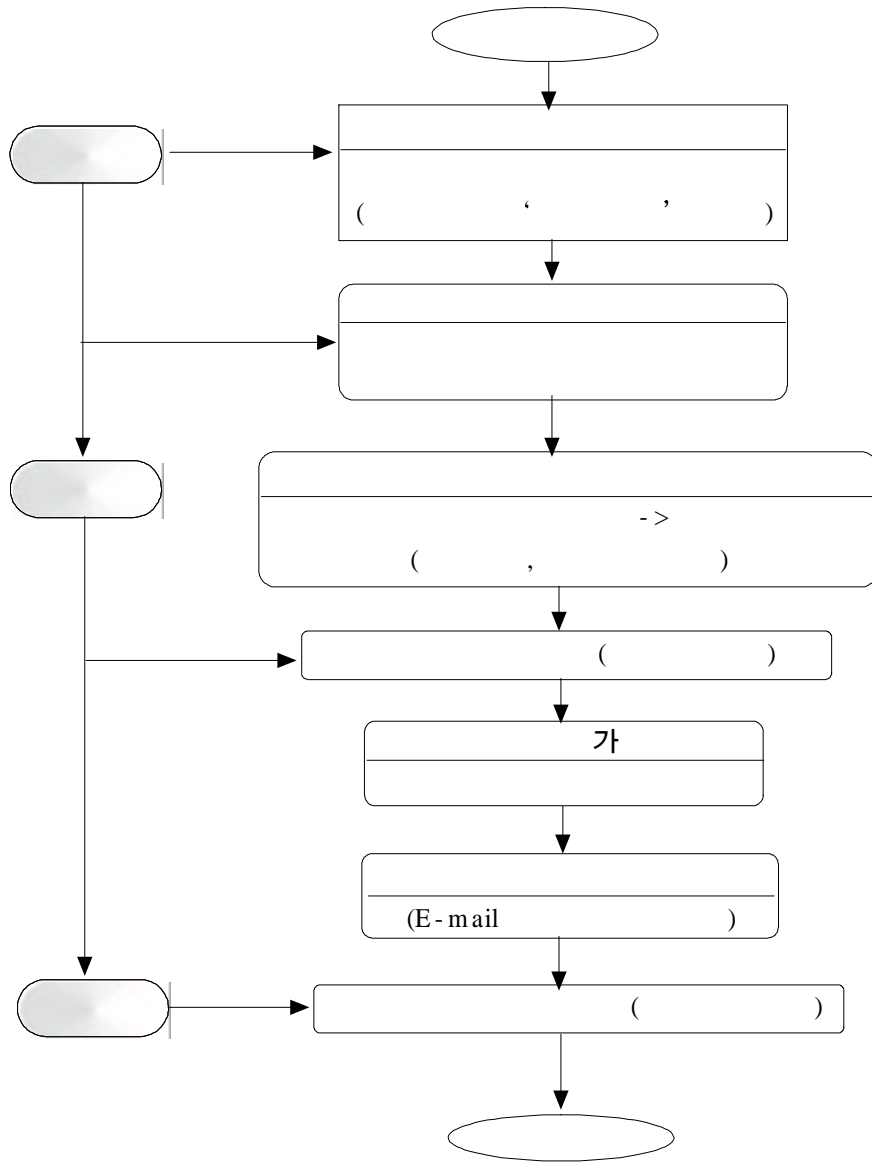 ( ‘ ’ )
->
( , )
( )
가
(E-mail )
( )